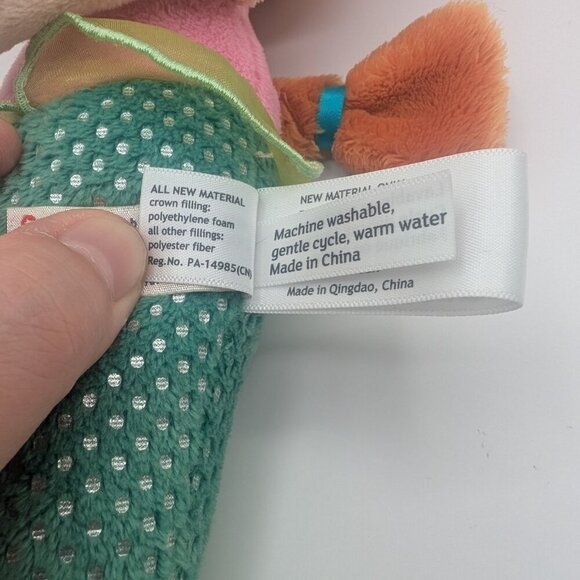 ALL NEW MATERIAL
crown filling:
polyethylene foam
all other fillings:
polyester fiber
Reg.No. PA-14985(CN)
NEW MATERIAL ONLY
Machine washable,
gentle cycle, warm water
Made in China
Made in Qingdao, China